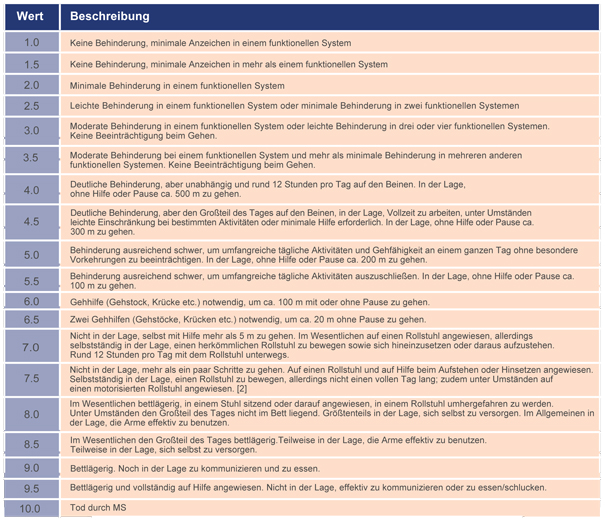 Wert Beschreibung
1.0 Keine Behinderung, minimale Anzeichen in einem funktionellen System
1.5 Keine Behinderung, minimale Anzeichen in mehr als einem funktionellen System
2.0 Minimale Behinderung in einem funktionellen System
2.5 Leichte Behinderung in einem funktionellen System oder minimale Behinderung in zwei funktionellen Systemen
3.0 Moderate Behinderung in einem funktionellen System oder leichte Behinderung in drei oder vier funktionellen Systemen.
Keine Beeinträchtigung beim Gehen.
3.5 Moderate Behinderung bei einem funktionellen System und mehr als minimale Behinderung in mehreren anderen
funktionellen Systemen. Keine Beeinträchtigung beim Gehen.
4.0 Deutliche Behinderung, aber unabhängig und rund 12 Stunden pro Tag auf den Beinen. In der Lage,
ohne Hilfe oder Pause ca. 500 m zu gehen.
4.5 Deutliche Behinderung, aber den Großteil des Tages auf den Beinen, in der Lage, Vollzeit zu arbeiten, unter Umständen
leichte Einschränkung bei bestimmten Aktivitäten oder minimale Hilfe erforderlich. In der Lage, ohne Hilfe oder Pause ca.
300 m zu gehen.
5.0 Behinderung ausreichend schwer, um umfangreiche tägliche Aktivitäten und Gehfähigkeit an einem ganzen Tag ohne besondere
Vorkehrungen zu beeinträchtigen. In der Lage, ohne Hilfe oder Pause ca. 200 m zu gehen.
5.5 Behinderung ausreichend schwer, um umfangreiche tägliche Aktivitäten auszuschließen. In der Lage, ohne Hilfe oder Pause ca.
100 m zu gehen.
6.0 Gehhilfe (Gehstock, Krücke etc.) notwendig, um ca. 100 m mit oder ohne Pause zu gehen.
6.5 Zwei Gehhilfen (Gehstöcke, Krücken etc.) notwendig, um ca. 20 m ohne Pause zu gehen.
7.0 Nicht in der Lage, selbst mit Hilfe mehr als 5 m zu gehen. Im Wesentlichen auf einen Rollstuhl angewiesen, allerdings
selbstständig in der Lage, einen herkömmlichen Rollstuhl zu bewegen sowie sich hineinzusetzen oder daraus aufzustehen.
Rund 12 Stunden pro Tag mit dem Rollstuhl unterwegs.
7.5 Nicht in der Lage, mehr als ein paar Schritte zu gehen. Auf einen Rollstuhl und auf Hilfe beim Aufstehen oder Hinsetzen angewiesen.
Selbstständig in der Lage, einen Rollstuhl zu bewegen, allerdings nicht einen vollen Tag lang; zudem unter Umständen auf
einen motorisierten Rollstuhl angewiesen. [2]
8.0 Im Wesentlichen bettlägerig, in einem Stuhl sitzend oder darauf angewiesen, in einem Rollstuhl umhergefahren zu werden.
Unter Umständen den Großteil des Tages nicht im Bett liegend. Größtenteils in der Lage, sich selbst zu versorgen. Im Allgemeinen in
der Lage, die Arme effektiv zu benutzen.
8.5 Im Wesentlichen den Großteil des Tages bettlägerig.Teilweise in der Lage, die Arme effektiv zu benutzen.
Teilweise in der Lage, sich selbst zu versorgen.
9.0 Bettlägerig. Noch in der Lage zu kommunizieren und zu essen.
9.5 Bettlägerig und vollständig auf Hilfe angewiesen. Nicht in der Lage, effektiv zu kommunizieren oder zu essen/schlucken.
10.0 Tod durch MS